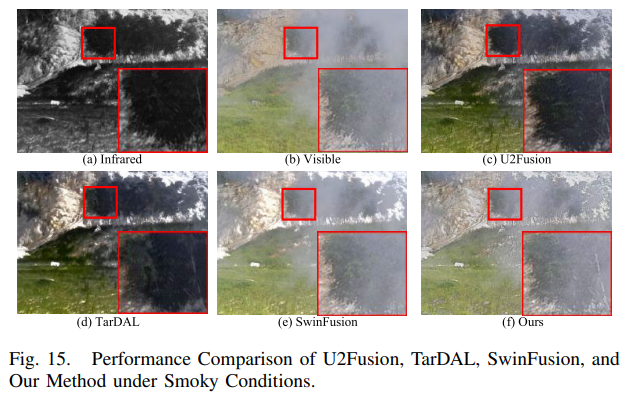 (a) Infrared
(b) Visible
(c) U2Fusion
(d) TarDAL
(e) SwinFusion
(f) Ours
Fig. 15. Performance Comparison of U2Fusion, TarDAL, SwinFusion, and
Our Method under Smoky Conditions.